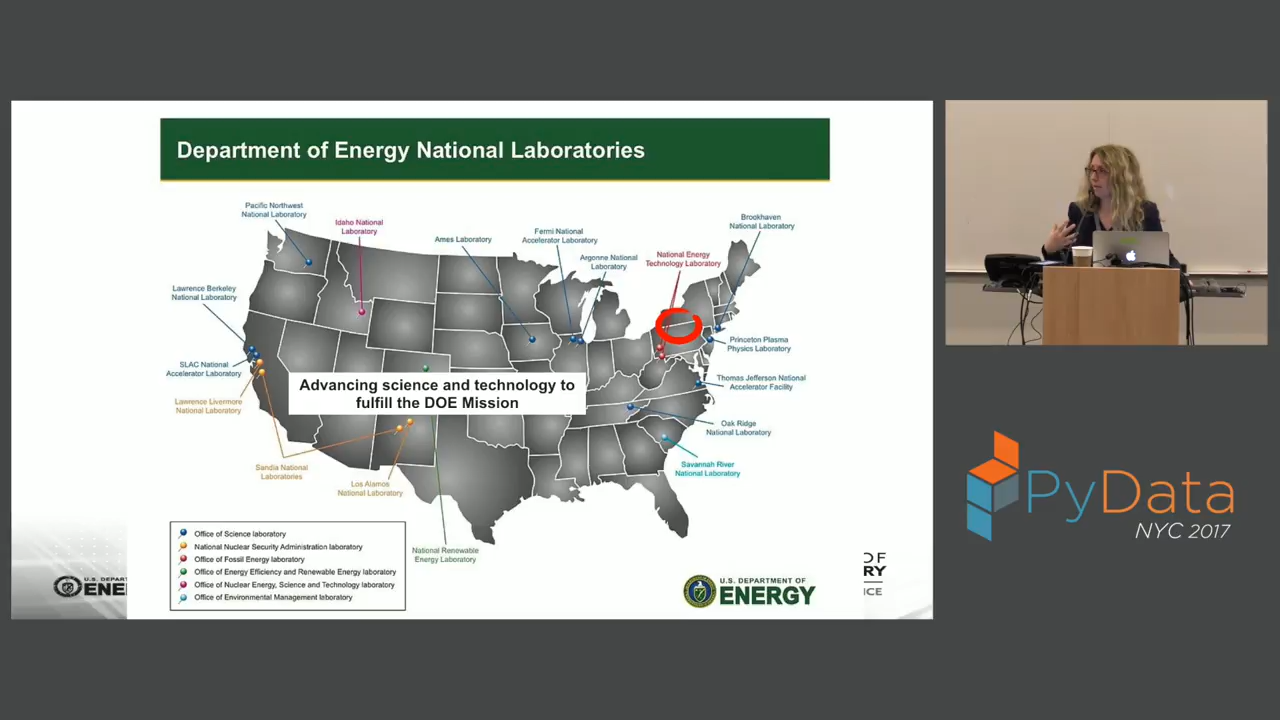 Department of Energy National Laboratories
Pacific Northwest
National Laboratory
Idaho National
Laboratory
Ames Laboratory
Fermi National
Accelerator Laboratory
Argonne National
Laboratory
National Energy
Technology Laboratory
Brookhaven
National Laboratory
Lawrence Berkeley
National Laboratory
SLAC National
Accelerator Laboratory
Lawrence Livermore
National Laboratory
Princeton Plasma
Physics Laboratory
Thomas Jefferson National
Accelerator Facility
Advancing science and technology to
fulfill the DOE Mission
Oak Ridge
National Laboratory
Savannah River
National Laboratory
Sandia National
Laboratories
Los Alamos
National Laboratory
National Renewable
Energy Laboratory
Office of Science laboratory
National Nuclear Security Administration laboratory
Office of Fossil Energy laboratory
Office of Energy Efficiency and Renewable Energy laboratory
Office of Nuclear Energy, Science and Technology laboratory
Office of Environmental Management laboratory
U.S. DEPART
ENE
U.S. DEPARTMENT OF
ENERGY
OF
RY
ICE
PyData
NYC 2017